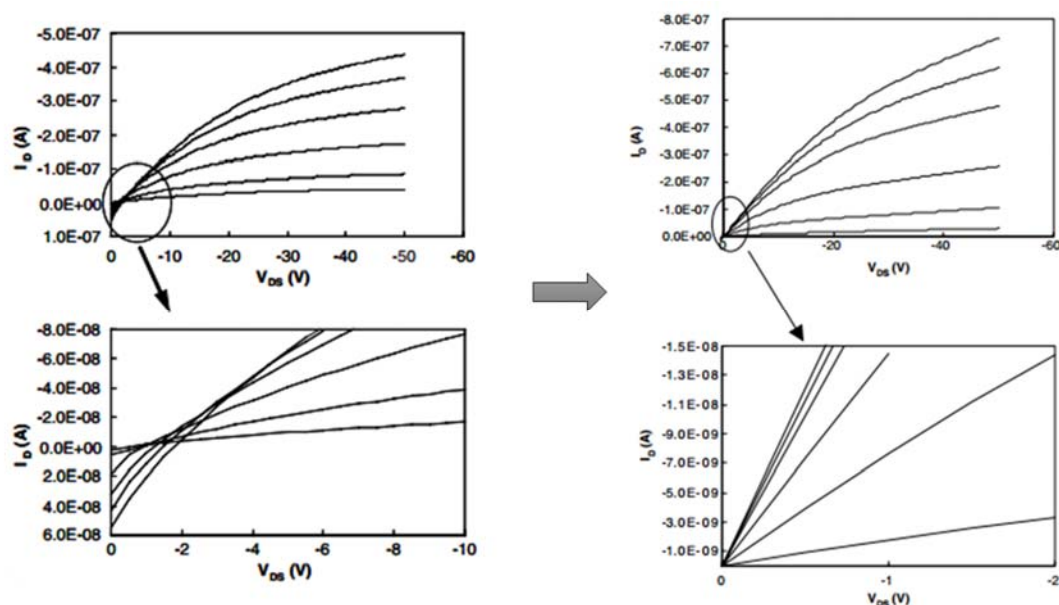 -5.0E-07
-4.0E-07
-3.0E-07
-2.0E-07
-1.0E-07
0.0E+00
1.0E-07
I_D (A)
0 -10 -20 -30 -40 -50 -60
V_DS (V)
-8.0E-08
-6.0E-08
-4.0E-08
-2.0E-08
0.0E+00
2.0E-08
4.0E-08
6.0E-08
I_D (A)
0 -2 -4 -6 -8 -10
V_DS (V)
-8.0E-07
-7.0E-07
-6.0E-07
-5.0E-07
-4.0E-07
-3.0E-07
-2.0E-07
-1.0E-07
0.0E+00
I_D (A)
-20 -40 -60
V_DS (V)
-1.5E-08
-1.3E-08
-1.1E-08
-9.0E-09
-7.0E-09
-5.0E-09
-3.0E-09
-1.0E-09
I_D (A)
0 -1 -2
V_DS (V)